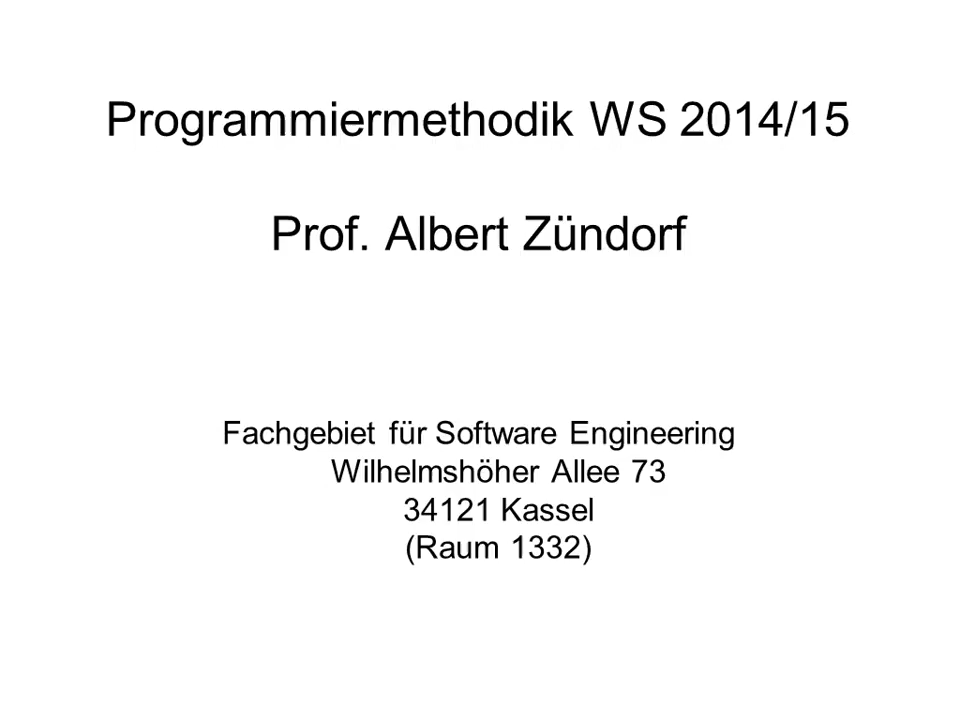 Programmiermethodik WS 2014/15
Prof. Albert Zündorf
Fachgebiet für Software Engineering
Wilhelmshöher Allee 73
34121 Kassel
(Raum 1332)